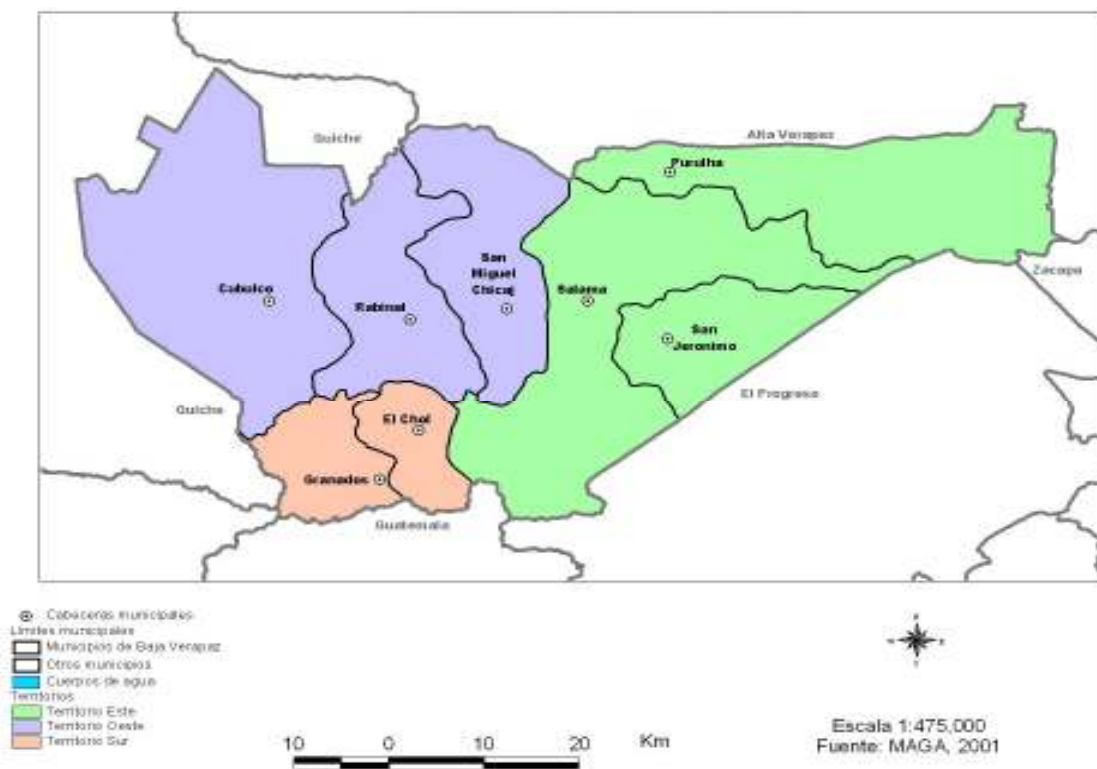 Quiche
Alta Verapaz
Purulha
San
Miguel
Chicaj
Zacapa
Cubulco
Salama
Rabinal
San
Jeronimo
El Progreso
Quiche
El Chol
Granados
Guatemala
Cabeceras municipales
Limites municipales
Municipios de Baja Verapaz
Otros municipios
Cuerpos de agua
Territorios
Territorio Este
Territorio Oeste
Territorio Sur
10 0 10 20 Km
Escala 1:475,000
Fuente: MAGA, 2001